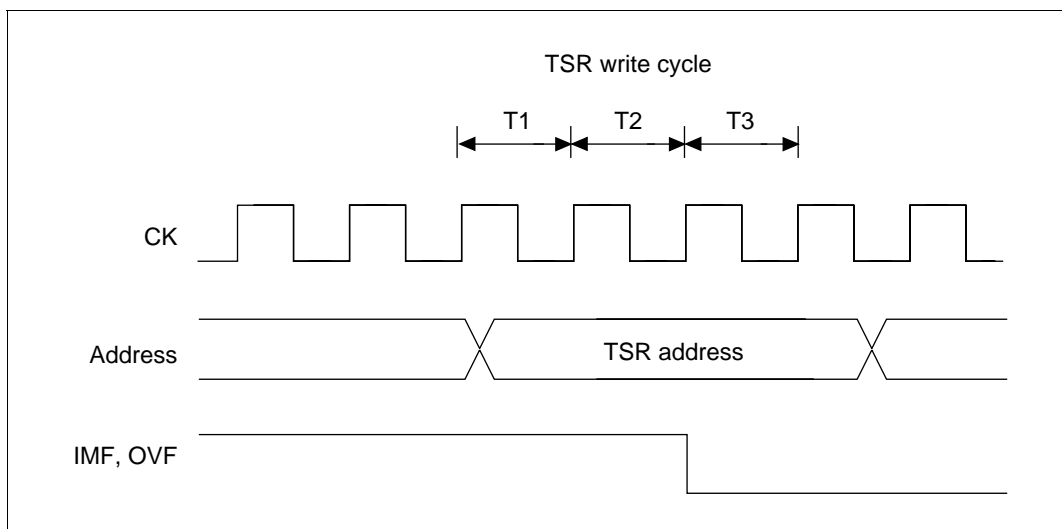 TSR write cycle
T1 T2 T3
CK
Address TSR address
IMF, OVF